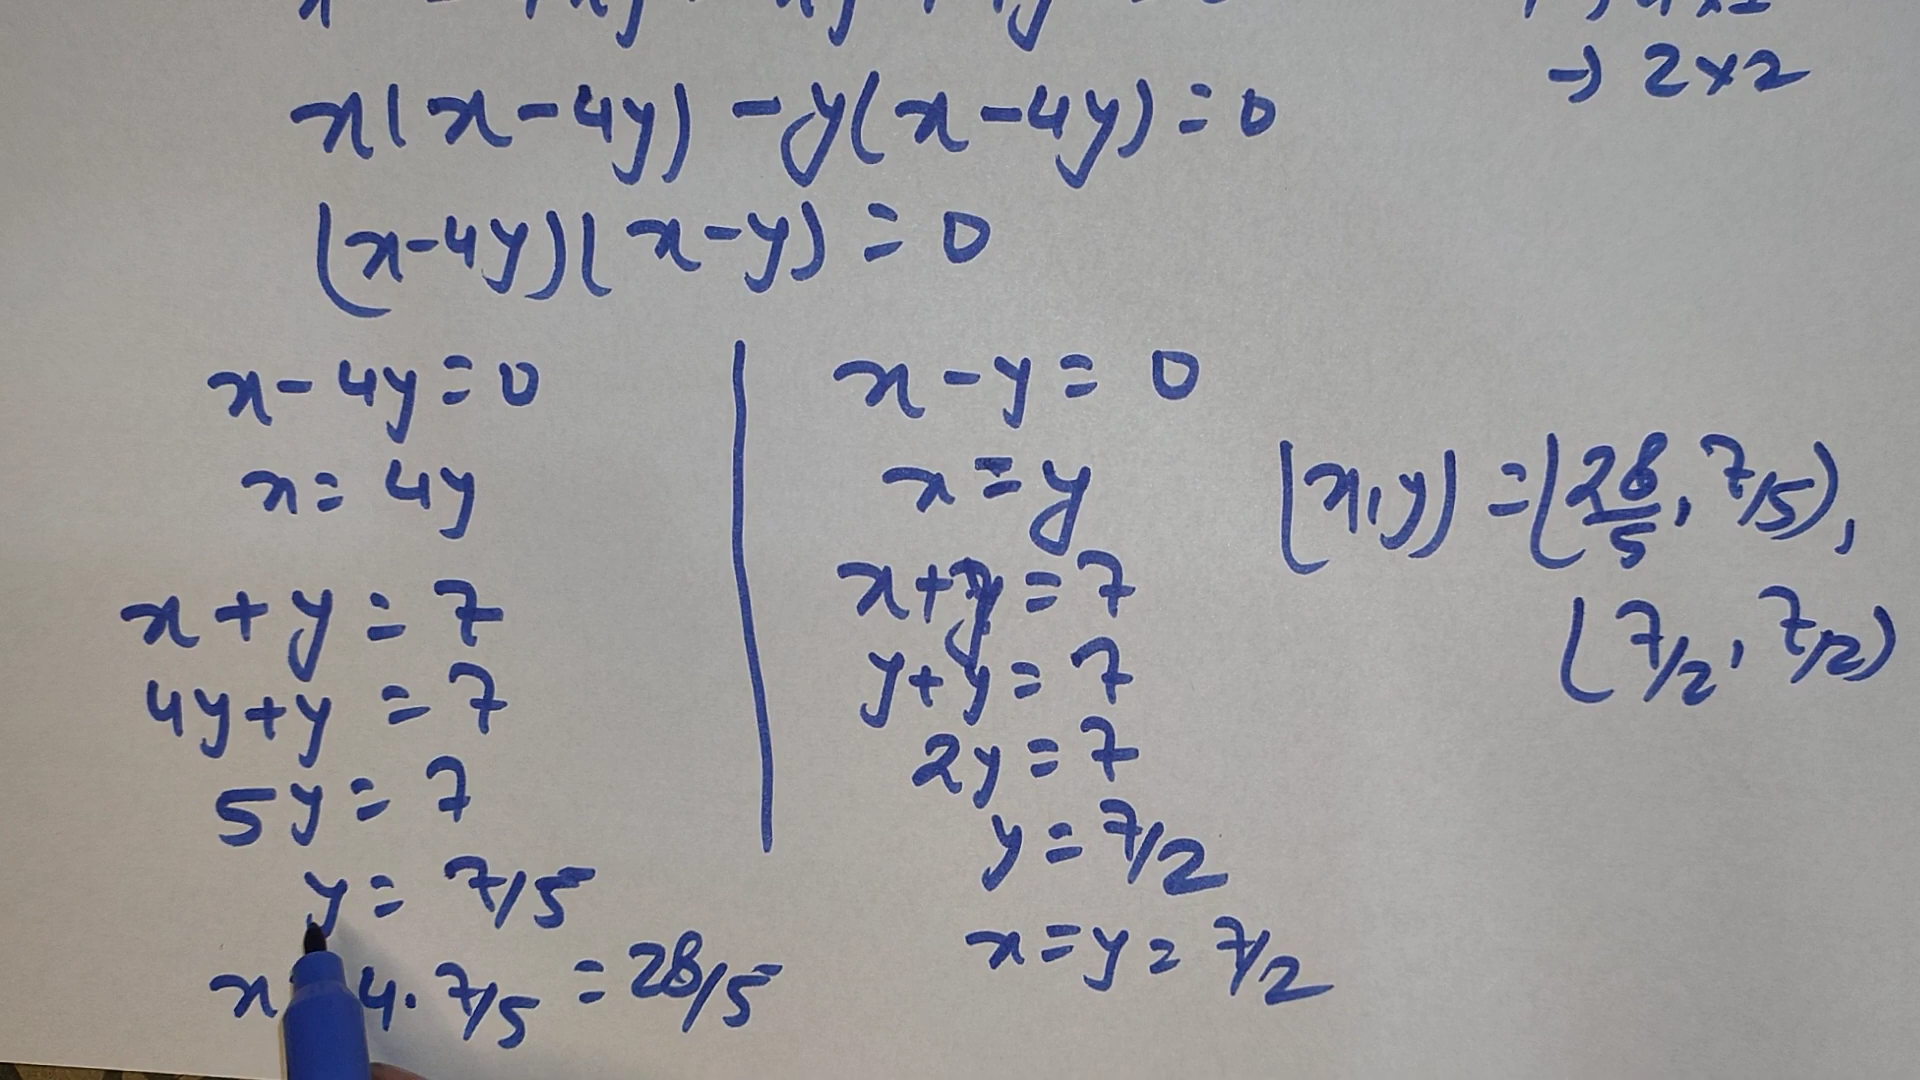 → 2×2
x(x-4y) -y(x-4y) = 0
(x-4y)(x-y) = 0
x-4y=0
x= 4y
x+y = 7
4y+y = 7
5y = 7
y = 7/5
x 4. 7/5 = 28/5
x-y= 0
x=y
x+y=7
y+y= 7
2y=7
y=7/2
x=y= 7/2
(x,y) =(28/5, 7/5),
(7/2, 7/2)